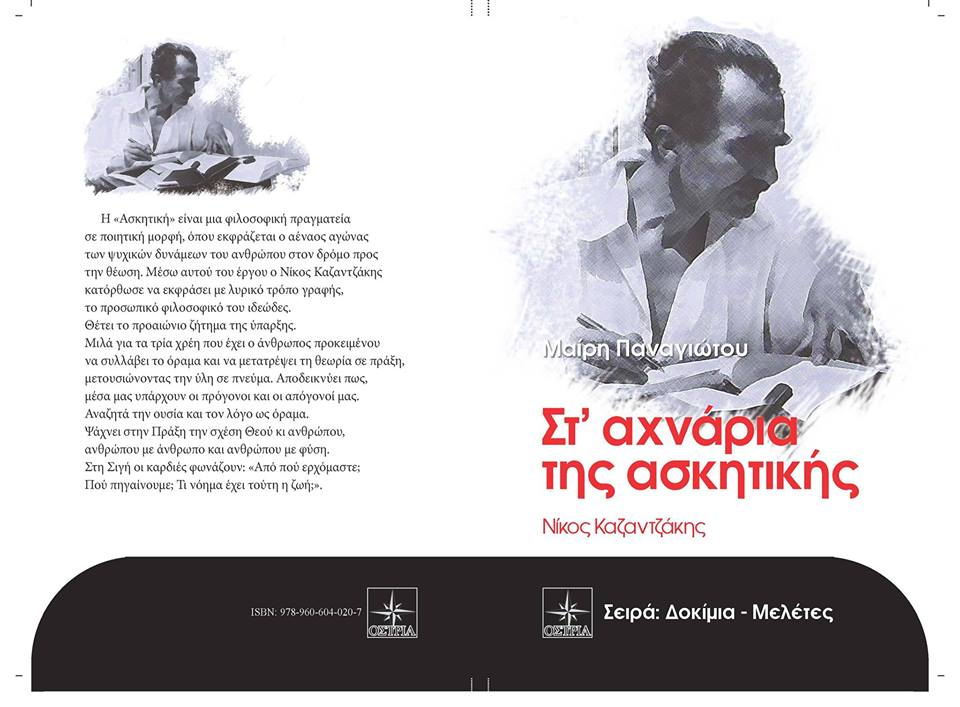 Η «Ασκητική» είναι μια φιλοσοφική πραγματεία
σε ποιητική μορφή, όπου εκφράζεται ο αέναος αγώνας
των ψυχικών δυνάμεων του ανθρώπου στον δρόμο προς
την θέωση. Μέσω αυτού του έργου ο Νίκος Καζαντζάκης
κατόρθωσε να εκφράσει με λυρικό τρόπο γραφής,
το προσωπικό φιλοσοφικό του ιδεώδες.
Θέτει το προαιώνιο ζήτημα της ύπαρξης.
Μιλά για τα τρία χρέη που έχει ο άνθρωπος προκειμένου
να συλλάβει το όραμα και να μετατρέψει τη θεωρία σε πράξη,
μετουσιώνοντας την ύλη σε πνεύμα. Αποδεικνύει πως,
μέσα μας υπάρχουν οι πρόγονοι και οι απόγονοί μας.
Αναζητά την ουσία και τον λόγο ως όραμα.
Ψάχνει στην Πράξη την σχέση Θεού κι ανθρώπου,
ανθρώπου με άνθρωπο και ανθρώπου με φύση.
Στη Σιγή οι καρδιές φωνάζουν: «Από πού ερχόμαστε;
Πού πηγαίνουμε; Τι νόημα έχει τούτη η ζωή;».
ISBN: 978-960-604-020-7
ΟΣΤΡΙΑ
Μαίρη Παναγιώτου
Στ’ αχνάρια
της ασκητικής
Νίκος Καζαντζάκης
ΟΣΤΡΙΑ
Σειρά: Δοκίμια - Μελέτες